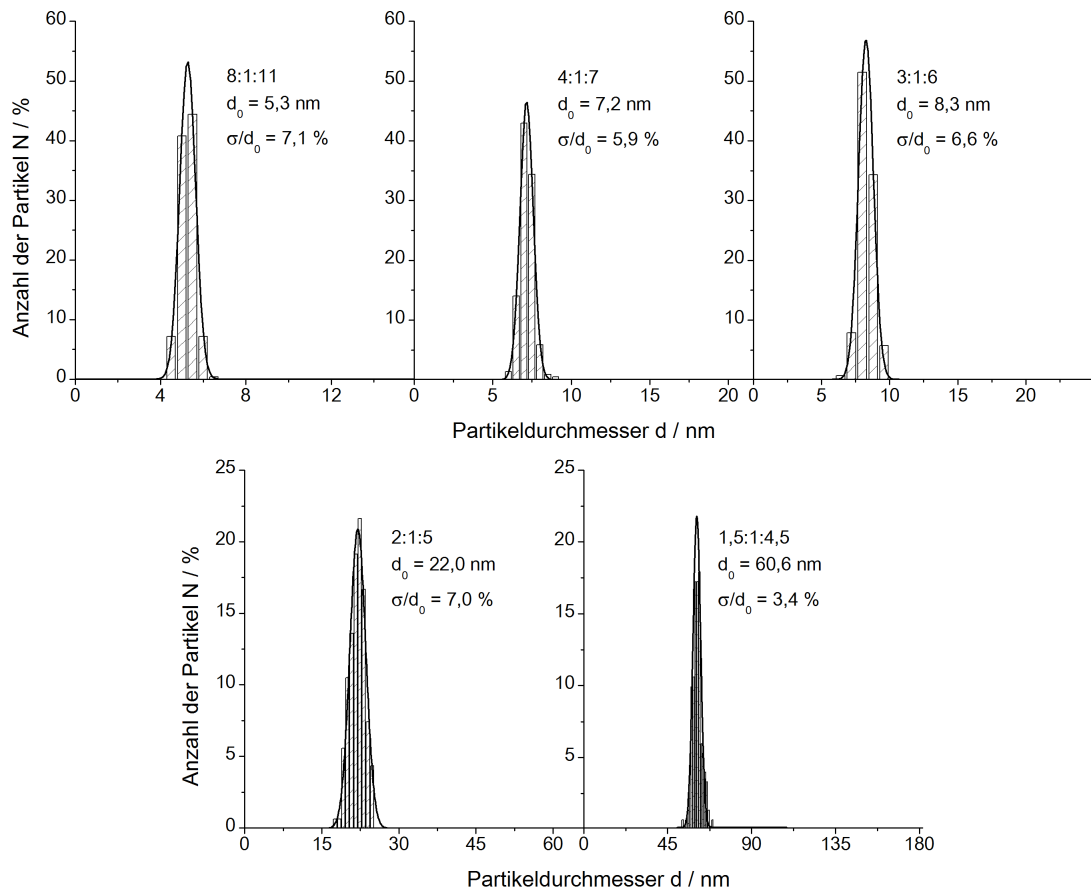 60 60 60
50 50 50
40 40 40
30 30 30
20 20 20
10 10 10
0 0 0
Anzahl der Partikel N / %
8:1:11
d₀ = 5,3 nm
σ/d₀ = 7,1 %
4:1:7
d₀ = 7,2 nm
σ/d₀ = 5,9 %
3:1:6
d₀ = 8,3 nm
σ/d₀ = 6,6 %
0 4 8 12 0 5 10 15 20 0 5 10 15 20
Partikeldurchmesser d / nm Partikeldurchmesser d / nm
25 25
20 20
15 15
10 10
5 5
0
Anzahl der Partikel N / %
2:1:5
d₀ = 22,0 nm
σ/d₀ = 7,0 %
1,5:1:4,5
d₀ = 60,6 nm
σ/d₀ = 3,4 %
0 15 30 45 60 0 45 90 135 180
Partikeldurchmesser d / nm Partikeldurchmesser d / nm